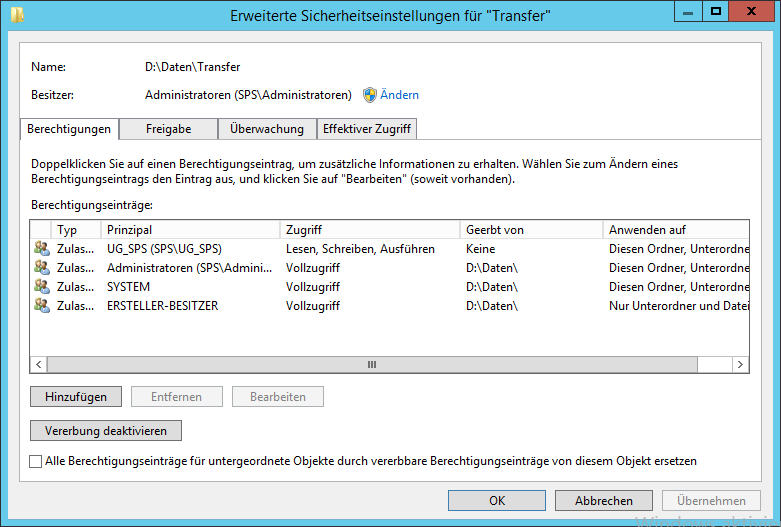 Erweiterte Sicherheitseinstellungen für "Transfer"
Name: D:\Daten\Transfer
Besitzer: Administratoren (SPS\Administratoren) Ändern
Berechtigungen Freigabe Überwachung Effektiver Zugriff
Doppelklicken Sie auf einen Berechtigungseintrag, um zusätzliche Informationen zu erhalten. Wählen Sie zum Ändern eines
Berechtigungseintrags den Eintrag aus, und klicken Sie auf "Bearbeiten" (soweit vorhanden).
Berechtigungseinträge:
Typ Prinzipal Zugriff Geerbt von Anwenden auf
Zulas... UG_SPS (SPS\UG_SPS) Lesen, Schreiben, Ausführen Keine Diesen Ordner, Unterordne
Zulas... Administratoren (SPS\Admini... Vollzugriff D:\Daten\ Diesen Ordner, Unterordne
Zulas... SYSTEM Vollzugriff D:\Daten\ Diesen Ordner, Unterordne
Zulas... ERSTELLER-BESITZER Vollzugriff D:\Daten\ Nur Unterordner und Datei
Hinzufügen Entfernen Bearbeiten
Vererbung deaktivieren
Alle Berechtigungseinträge für untergeordnete Objekte durch vererbbare Berechtigungseinträge von diesem Objekt ersetzen
OK Abbrechen Übernehmen